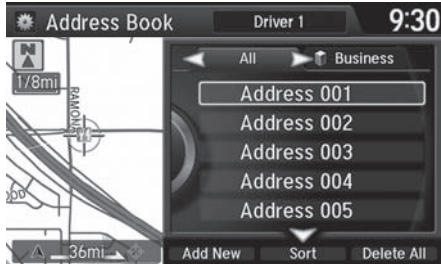 Address Book
Driver 1
9:30
N
1/8mi
All
Business
RAMONA
Address 001
Address 002
Address 003
Address 004
Address 005
36mi
Add New
Sort
Delete All